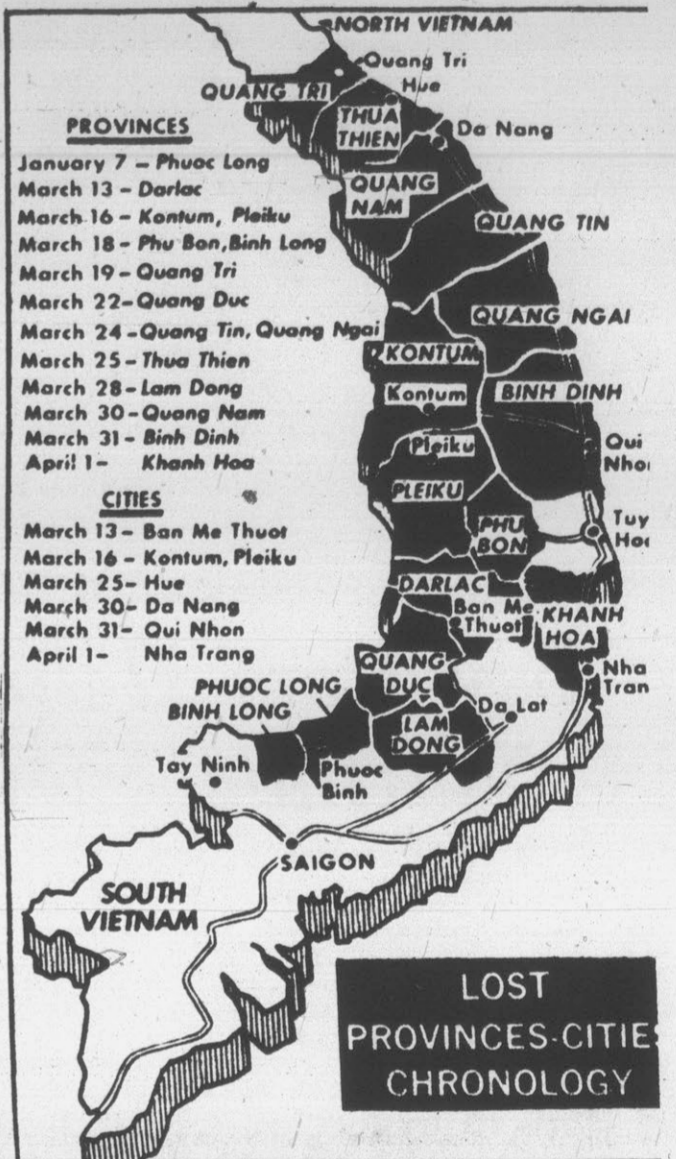 NORTH VIETNAM
Quang Tri
Hue
QUANG TRI
THUA
THIEN
Da Nang
PROVINCES
January 7 – Phuoc Long
March 13 – Darlac
March 16 – Kontum, Pleiku
March 18 – Phu Bon, Binh Long
March 19 – Quang Tri
March 22 – Quang Duc
March 24 – Quang Tin, Quang Ngai
March 25 – Thua Thien
March 28 – Lam Dong
March 30 – Quang Nam
March 31 – Binh Dinh
April 1– Khanh Hoa
CITIES
March 13– Ban Me Thuot
March 16 – Kontum, Pleiku
March 25 – Hue
March 30 – Da Nang
March 31– Qui Nhon
April 1– Nha Trang
QUANG
NAM
QUANG TIN
QUANG NGAI
KONTUM
Kontum
BINH DINH
Pleiku
Qui
Nho
PLEIKU
PHU
BON
Tuy
Ho
DARLAC
Ban Me
Thuot
KHANH
HOA
QUANG
DUC
Nha
Tran
PHUOC LONG
BINH LONG
Da Lat
LAM
DONG
Tay Ninh
Phuoc
Binh
SAIGON
SOUTH
VIETNAM
LOST
PROVINCES-CITIE
CHRONOLOGY